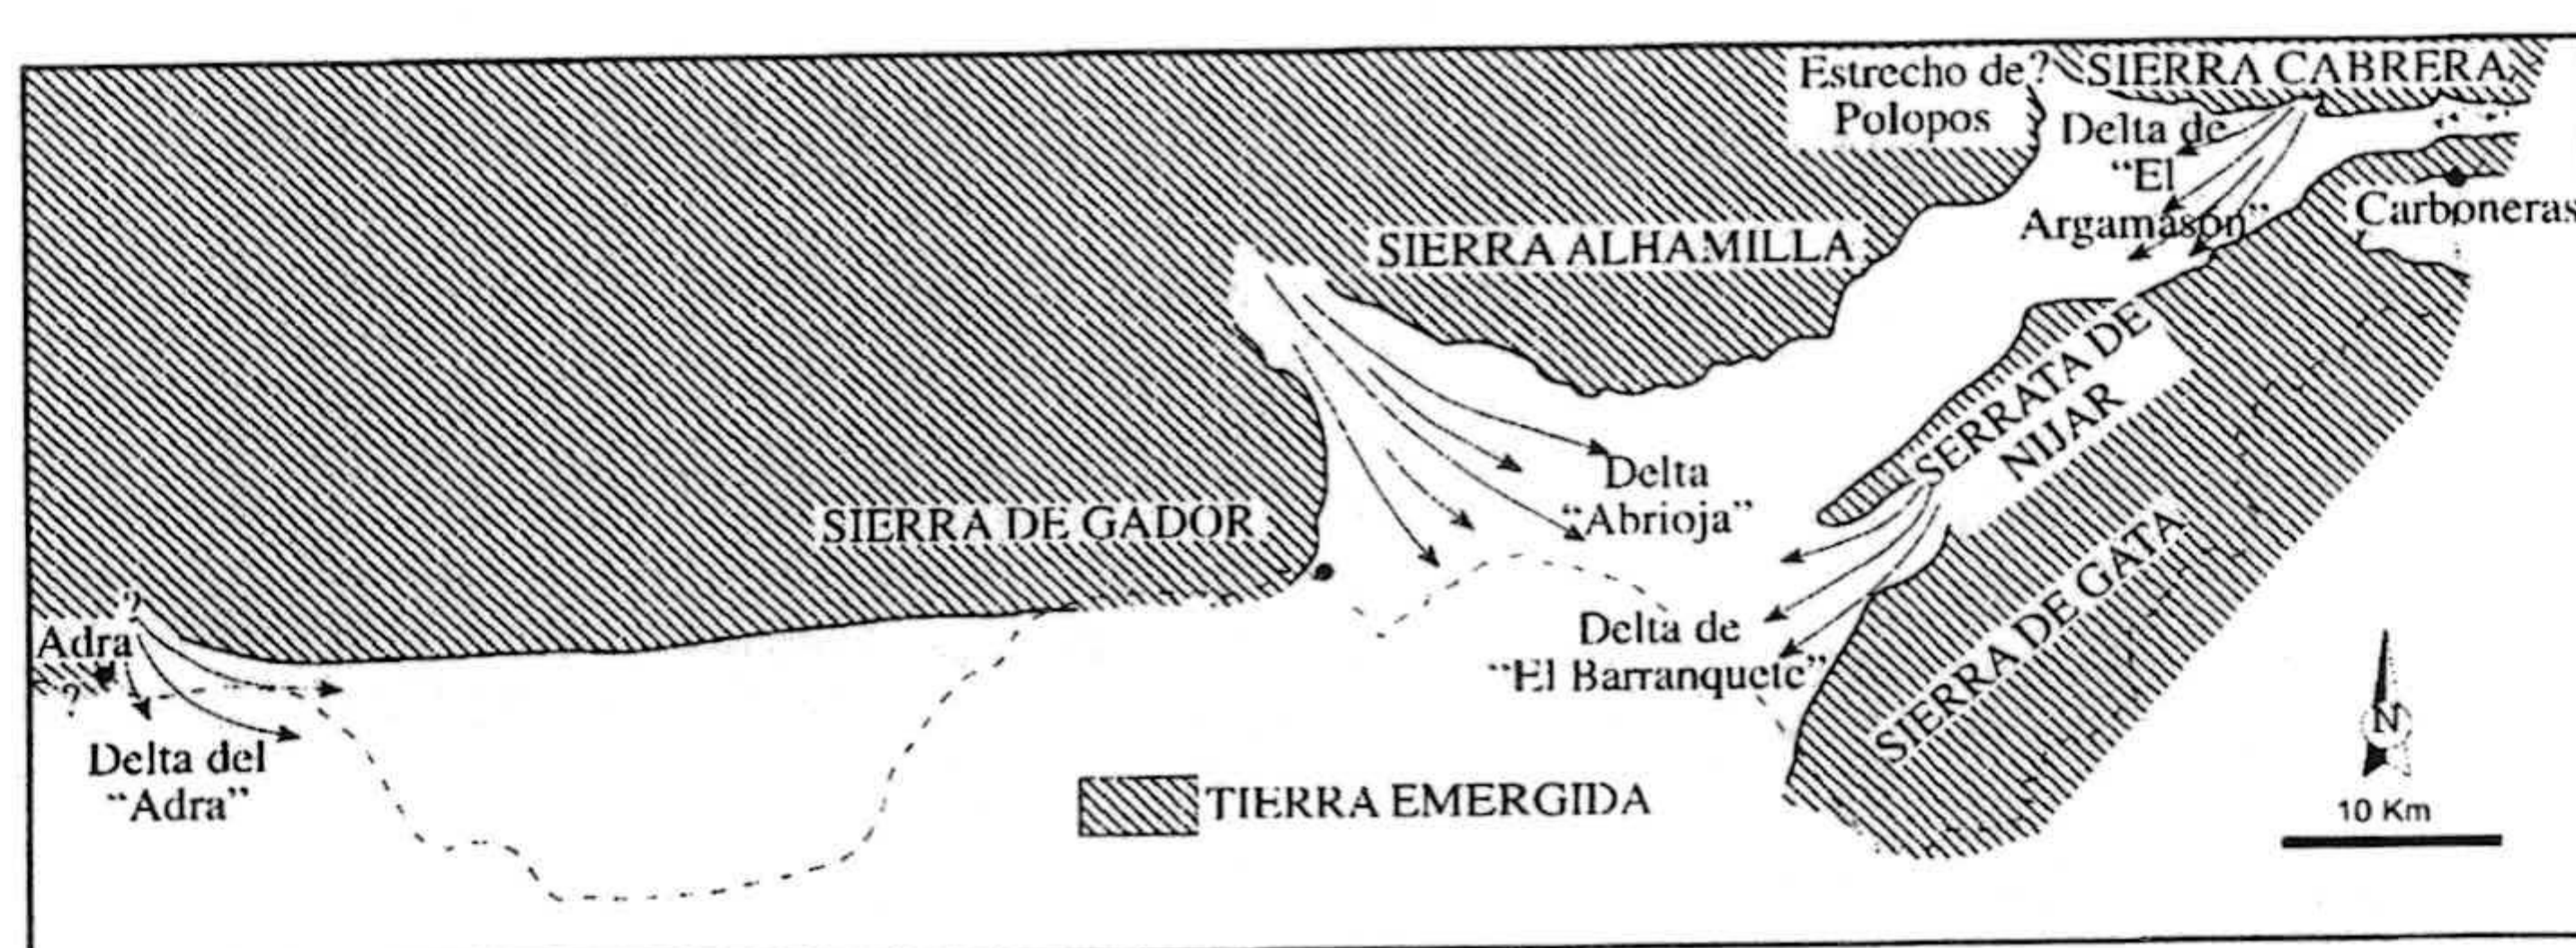 Estrecho de ?
Polopos
SIERRA CABRERA
Delta de
“El
Argamasón”
Carboneras
SIERRA ALHAMILLA
SERRATA DE
NIJAR
Delta
“Abrioja”
SIERRA DE GADOR
SIERRA DE GATA
?
Adra
?
Delta del
“Adra”
Delta de
“El Barranquete”
TIERRA EMERGIDA
N
10 Km